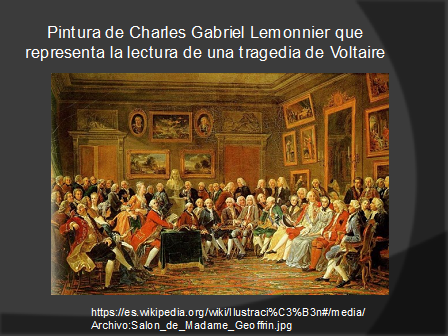 Pintura de Charles Gabriel Lemonnier que
representa la lectura de una tragedia de Voltaire
https://es.wikipedia.org/wiki/Ilustraci%C3%B3n#/media/
Archivo:Salon_de_Madame_Geoffrin.jpg